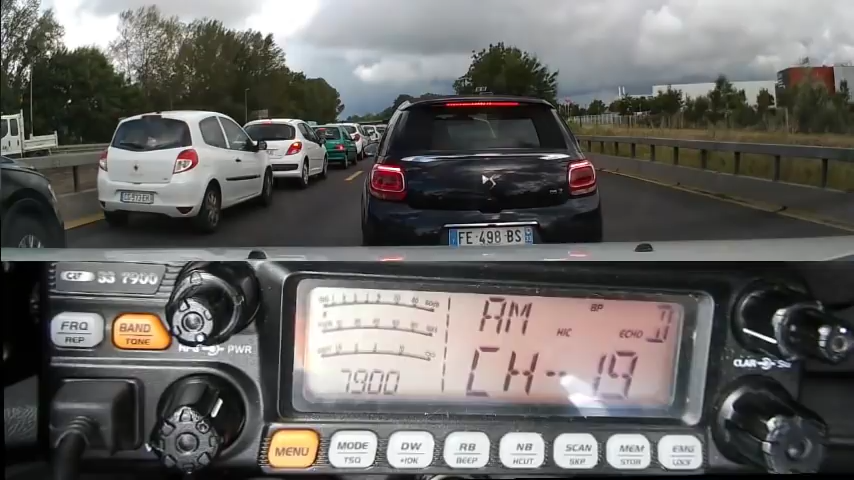 FE-498-BS
CRT SS 7900
FRQ
REP
BAND
TONE
PWR
AM
BP
D
MIC
ECHO
CH--19
7900
CLAR
MENU
MODE
TSQ
DW
+10K
RB
BEEP
NB
HCUT
SCAN
SKP
MEM
STOR
EMG
LOCK